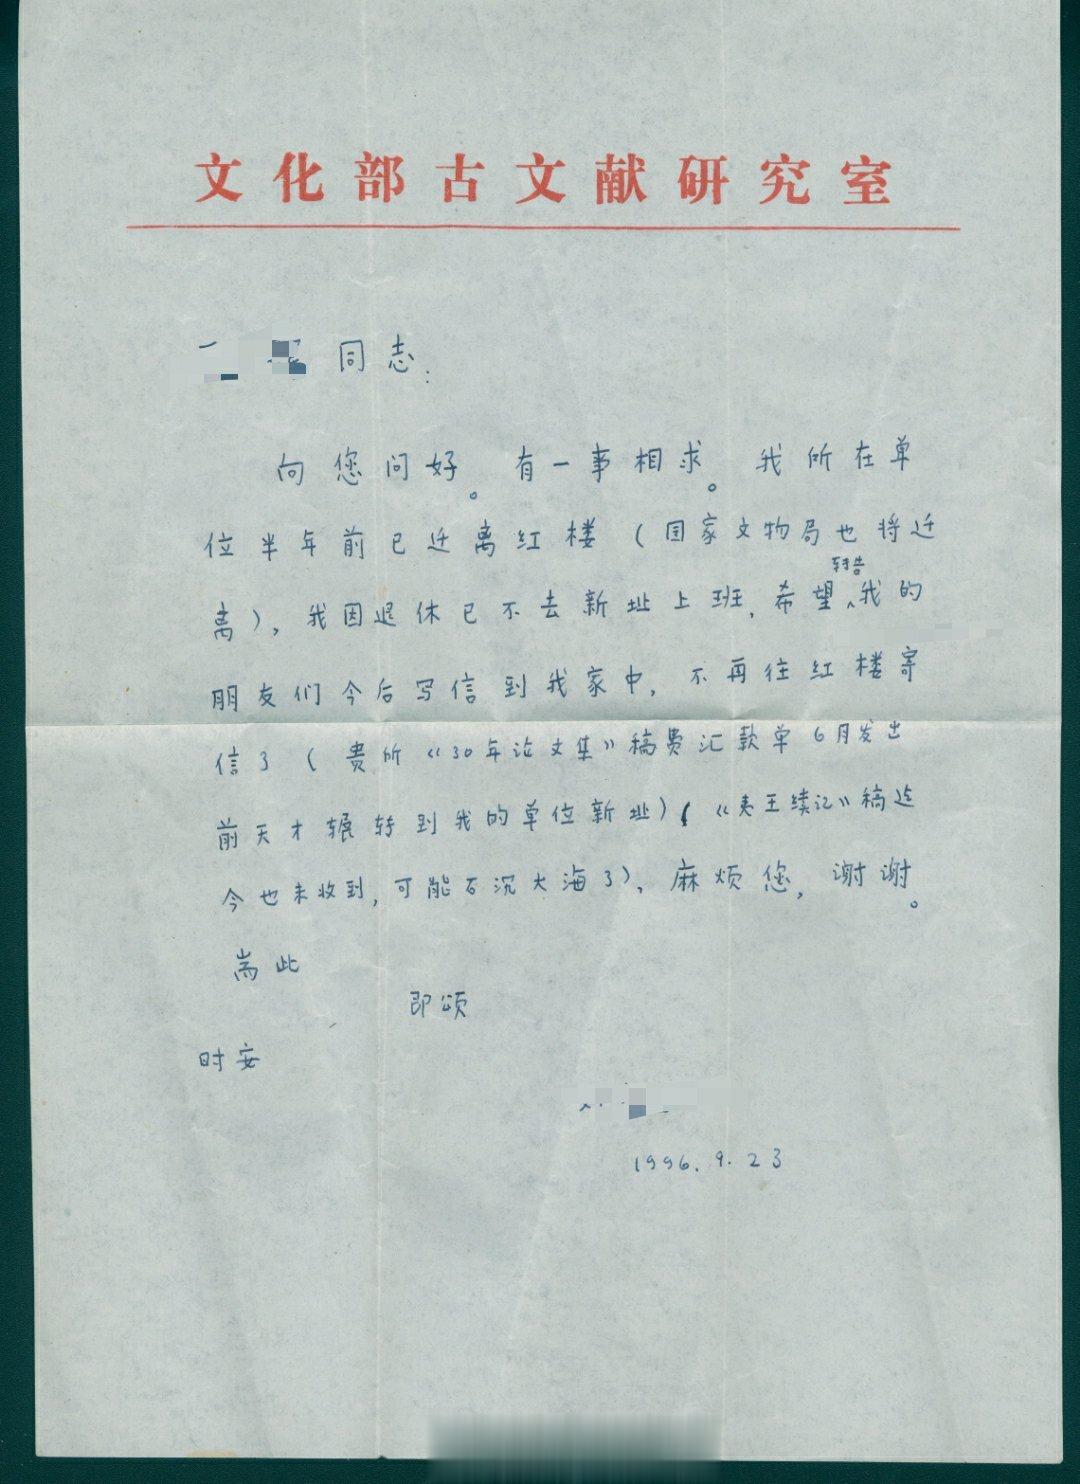 文化部古文献研究室
同志：
向您问好。有一事相求。我所在单
位半年前已迁离红楼（国家文物局也将迁
离），我因退休已不去新址上班，希望转告我的
朋友们今后写信到我家中，不再往红楼寄
信了（贵所《30年论文集》稿费汇款单6月发出
前天才辗转到我的单位新址）（《夷王续记》稿迄
今也未收到，可能石沉大海了）、麻烦您，谢谢。
耑此
即颂
时安
1996.9.23